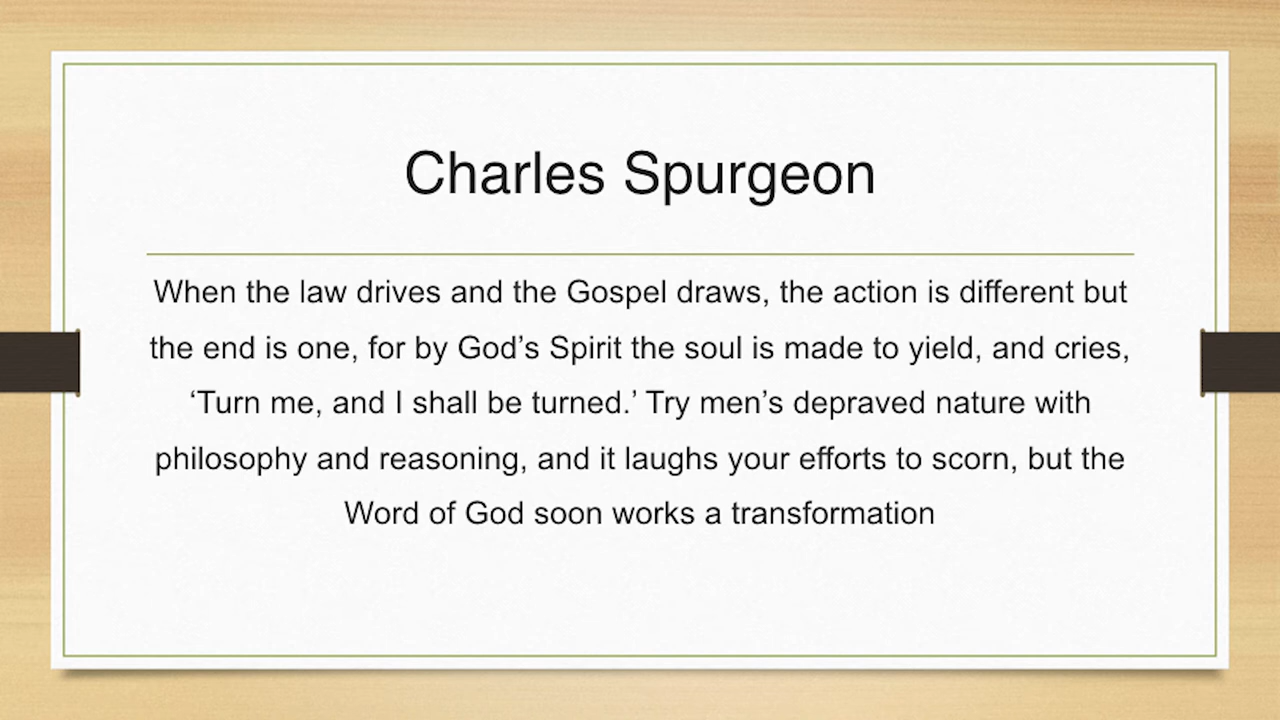 Charles Spurgeon
When the law drives and the Gospel draws, the action is different but
the end is one, for by God’s Spirit the soul is made to yield, and cries,
‘Turn me, and I shall be turned.’ Try men’s depraved nature with
philosophy and reasoning, and it laughs your efforts to scorn, but the
Word of God soon works a transformation